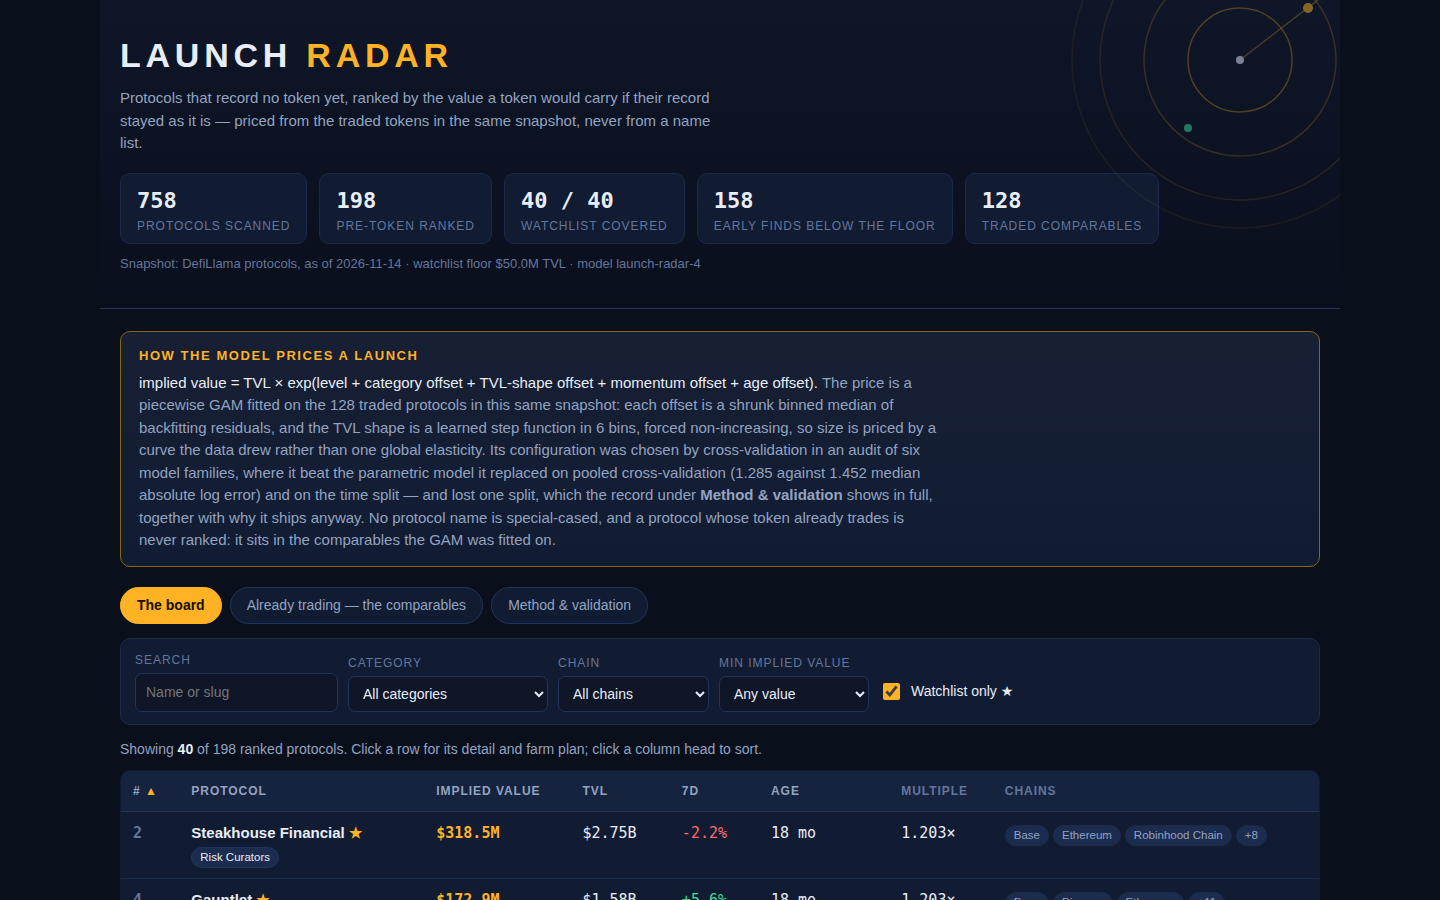 LAUNCH RADAR
Protocols that record no token yet, ranked by the value a token would carry if their record
stayed as it is — priced from the traded tokens in the same snapshot, never from a name
list.
758
PROTOCOLS SCANNED
198
PRE-TOKEN RANKED
40 / 40
WATCHLIST COVERED
158
EARLY FINDS BELOW THE FLOOR
128
TRADED COMPARABLES
Snapshot: DefiLlama protocols, as of 2026-11-14 · watchlist floor $50.0M TVL · model launch-radar-4
HOW THE MODEL PRICES A LAUNCH
implied value = TVL × exp(level + category offset + TVL-shape offset + momentum offset + age offset). The price is a
piecewise GAM fitted on the 128 traded protocols in this same snapshot: each offset is a shrunk binned median of
backfitting residuals, and the TVL shape is a learned step function in 6 bins, forced non-increasing, so size is priced by a
curve the data drew rather than one global elasticity. Its configuration was chosen by cross-validation in an audit of six
model families, where it beat the parametric model it replaced on pooled cross-validation (1.285 against 1.452 median
absolute log error) and on the time split — and lost one split, which the record under Method & validation shows in full,
together with why it ships anyway. No protocol name is special-cased, and a protocol whose token already trades is
never ranked: it sits in the comparables the GAM was fitted on.
The board
Already trading — the comparables
Method & validation
SEARCH
CATEGORY
CHAIN
MIN IMPLIED VALUE
Name or slug
All categories
All chains
Any value
Watchlist only ★
Showing 40 of 198 ranked protocols. Click a row for its detail and farm plan; click a column head to sort.
# ▲ PROTOCOL IMPLIED VALUE TVL 7D AGE MULTIPLE CHAINS
2 Steakhouse Financial ★ $318.5M $2.75B -2.2% 18 mo 1.203× Base Ethereum Robinhood Chain +8
Risk Curators
4 Gauntlet ★ $172.9M $1.58B +5.6% 18 mo 1.203×